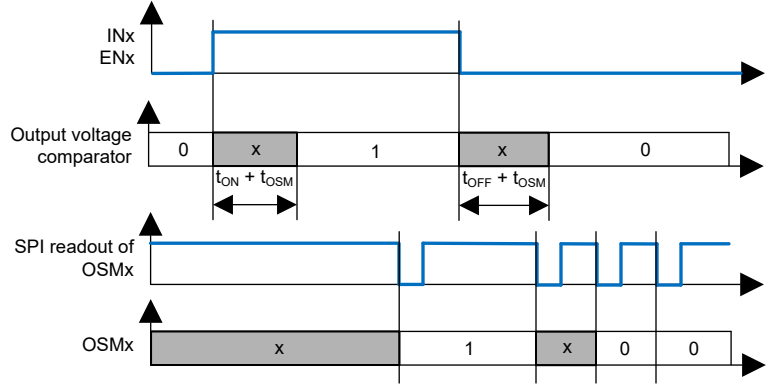 INx
ENx
Output voltage
comparator
0 x 1 x 0
tON + tOSM tOFF + tOSM
SPI readout of
OSMx
OSMx
x 1 x 0 0